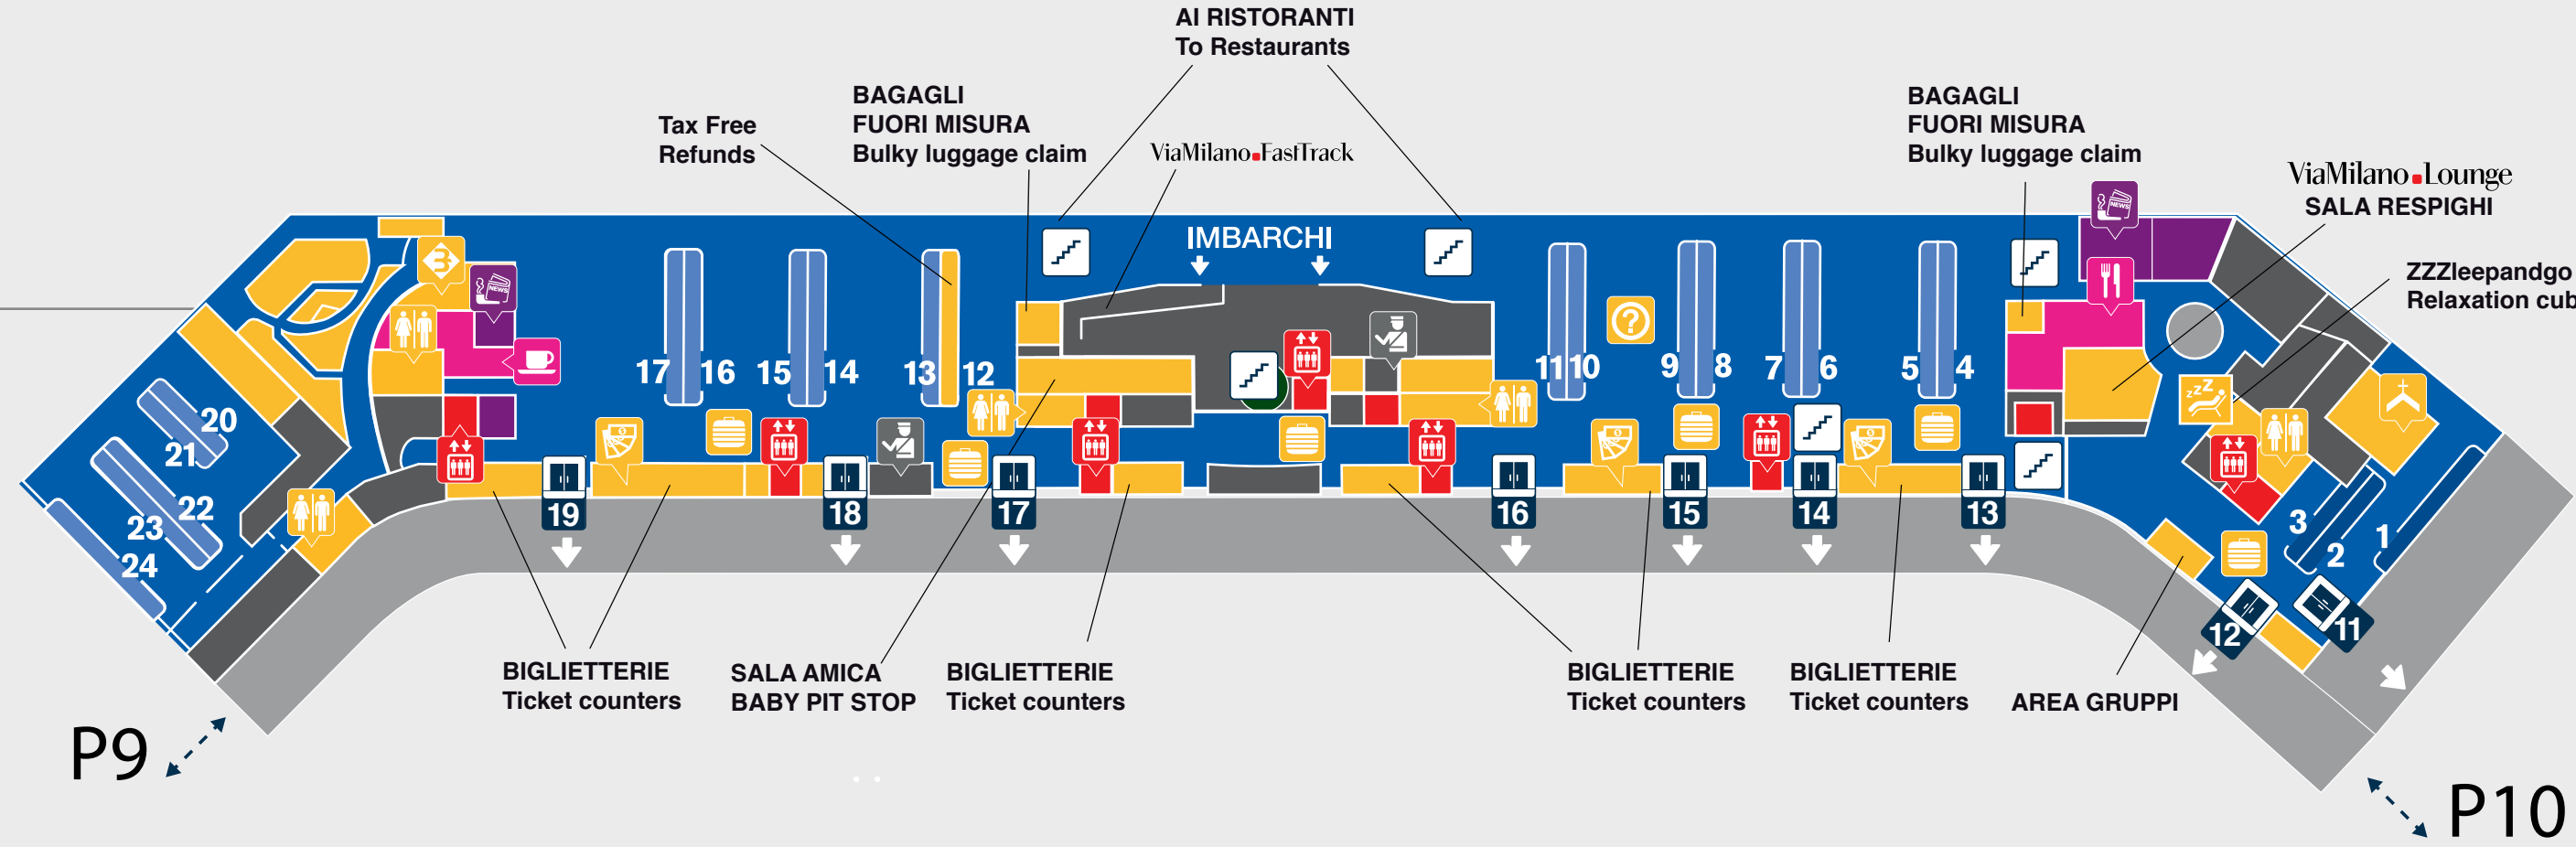 AI RISTORANTI
To Restaurants
BAGAGLI
FUORI MISURA
Bulky luggage claim
BAGAGLI
FUORI MISURA
Bulky luggage claim
Tax Free
Refunds
ViaMilano FastTrack
ViaMilano Lounge
SALA RESPIGHI
ZZZleepandgo
Relaxation cub
IMBARCHI
NEWS
NEWS
3
?
zzZ
17 16 15 14 13 12 11 10 9 8 7 6 5 4
20
21
22
23
24
3
2
1
19
18
17
16
15
14
13
12
11
BIGLIETTERIE
Ticket counters
SALA AMICA
BABY PIT STOP
BIGLIETTERIE
Ticket counters
BIGLIETTERIE
Ticket counters
BIGLIETTERIE
Ticket counters
AREA GRUPPI
P9
P10